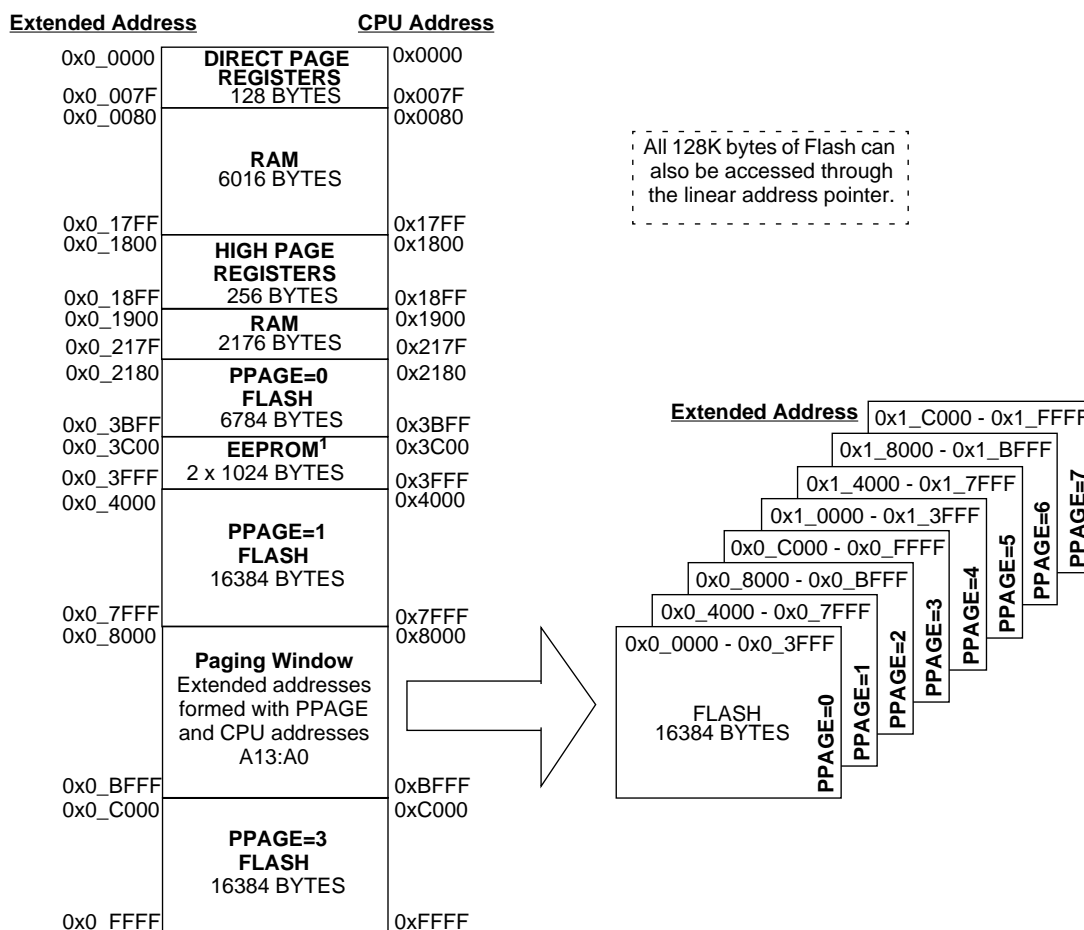 Extended Address CPU Address
0x0_0000 DIRECT PAGE 0x0000
REGISTERS
0x0_007F 128 BYTES 0x007F
0x0_0080 0x0080
RAM
6016 BYTES
0x0_17FF 0x17FF
0x0_1800 0x1800
HIGH PAGE
REGISTERS
0x0_18FF 256 BYTES 0x18FF
0x0_1900 RAM 0x1900
0x0_217F 2176 BYTES 0x217F
0x0_2180 PPAGE=0 0x2180
FLASH
0x0_3BFF 6784 BYTES 0x3BFF
0x0_3C00 EEPROM1 0x3C00
0x0_3FFF 2 x 1024 BYTES 0x3FFF
0x0_4000 0x4000
PPAGE=1
FLASH
16384 BYTES
0x0_7FFF 0x7FFF
0x0_8000 0x8000
Paging Window
Extended addresses
formed with PPAGE
and CPU addresses
A13:A0
0x0_BFFF 0xBFFF
0x0_C000 0xC000
PPAGE=3
FLASH
16384 BYTES
0x0_FFFF 0xFFFF
All 128K bytes of Flash can
also be accessed through
the linear address pointer.
Extended Address
0x1_C000 - 0x1_FFFF
0x1_8000 - 0x1_BFFF
0x1_4000 - 0x1_7FFF
0x1_0000 - 0x1_3FFF
0x0_C000 - 0x0_FFFF
0x0_8000 - 0x0_BFFF
0x0_4000 - 0x0_7FFF
0x0_0000 - 0x0_3FFF
FLASH
16384 BYTES
PPAGE=0
PPAGE=1
PPAGE=2
PPAGE=3
PPAGE=4
PPAGE=5
PPAGE=6
PPAGE=7